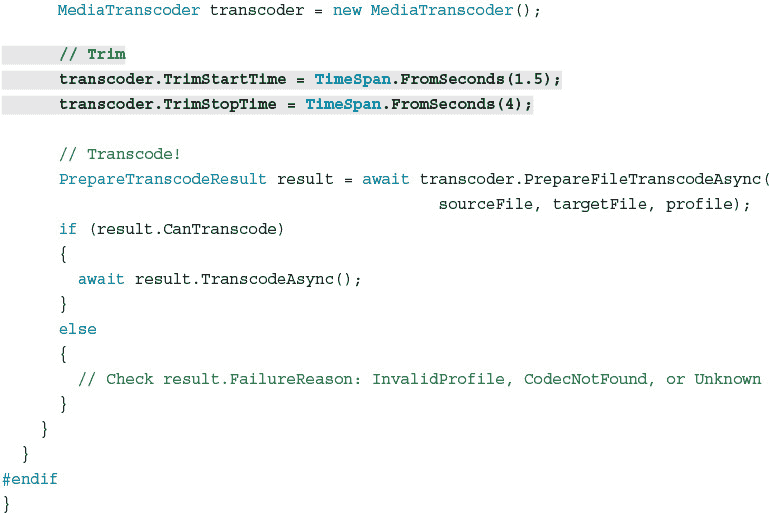 MediaTranscoder transcoder = new MediaTranscoder();
// Trim
transcoder.TrimStartTime = TimeSpan.FromSeconds(1.5);
transcoder.TrimStopTime = TimeSpan.FromSeconds(4);
// Transcode!
PrepareTranscodeResult result = await transcoder.PrepareFileTranscodeAsync(
sourceFile, targetFile, profile);
if (result.CanTranscode)
{
await result.TranscodeAsync();
}
else
{
// Check result.FailureReason: InvalidProfile, CodecNotFound, or Unknown
}
}
}
#endif
}